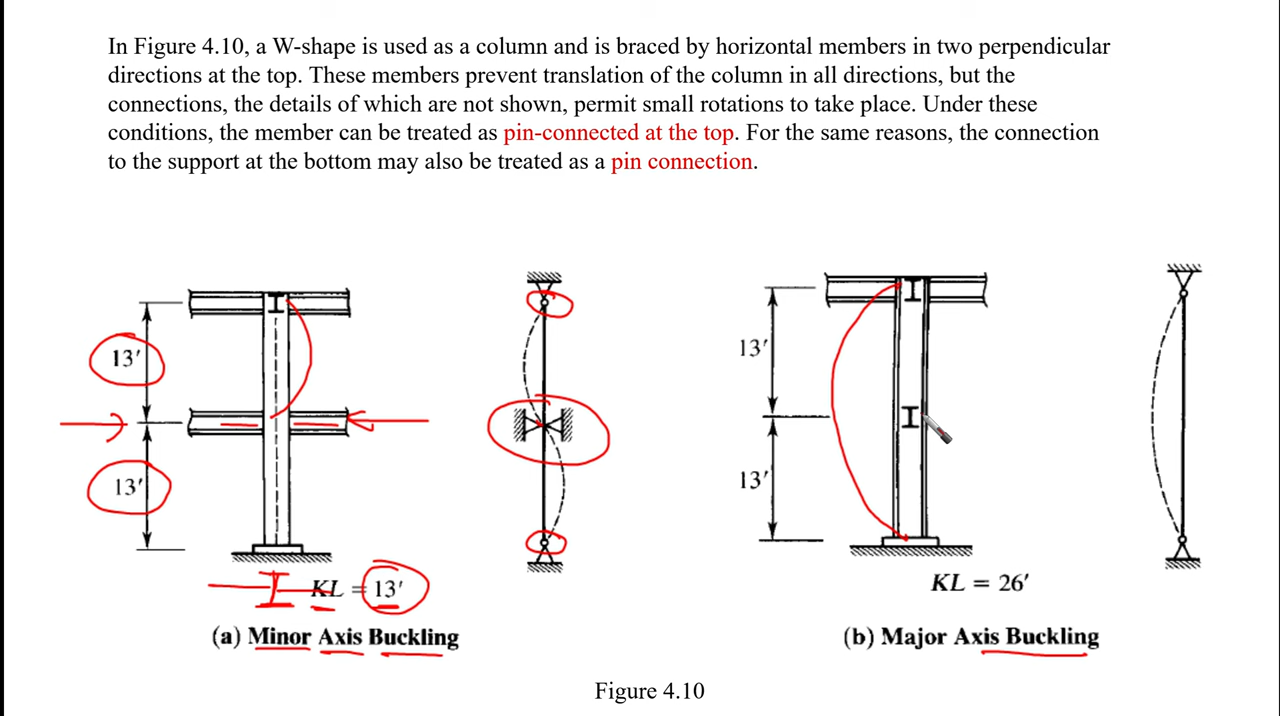 In Figure 4.10, a W-shape is used as a column and is braced by horizontal members in two perpendicular
directions at the top. These members prevent translation of the column in all directions, but the
connections, the details of which are not shown, permit small rotations to take place. Under these
conditions, the member can be treated as pin-connected at the top. For the same reasons, the connection
to the support at the bottom may also be treated as a pin connection.
13′
13′
KL = 13′
(a) Minor Axis Buckling
13′
13′
KL = 26′
(b) Major Axis Buckling
Figure 4.10